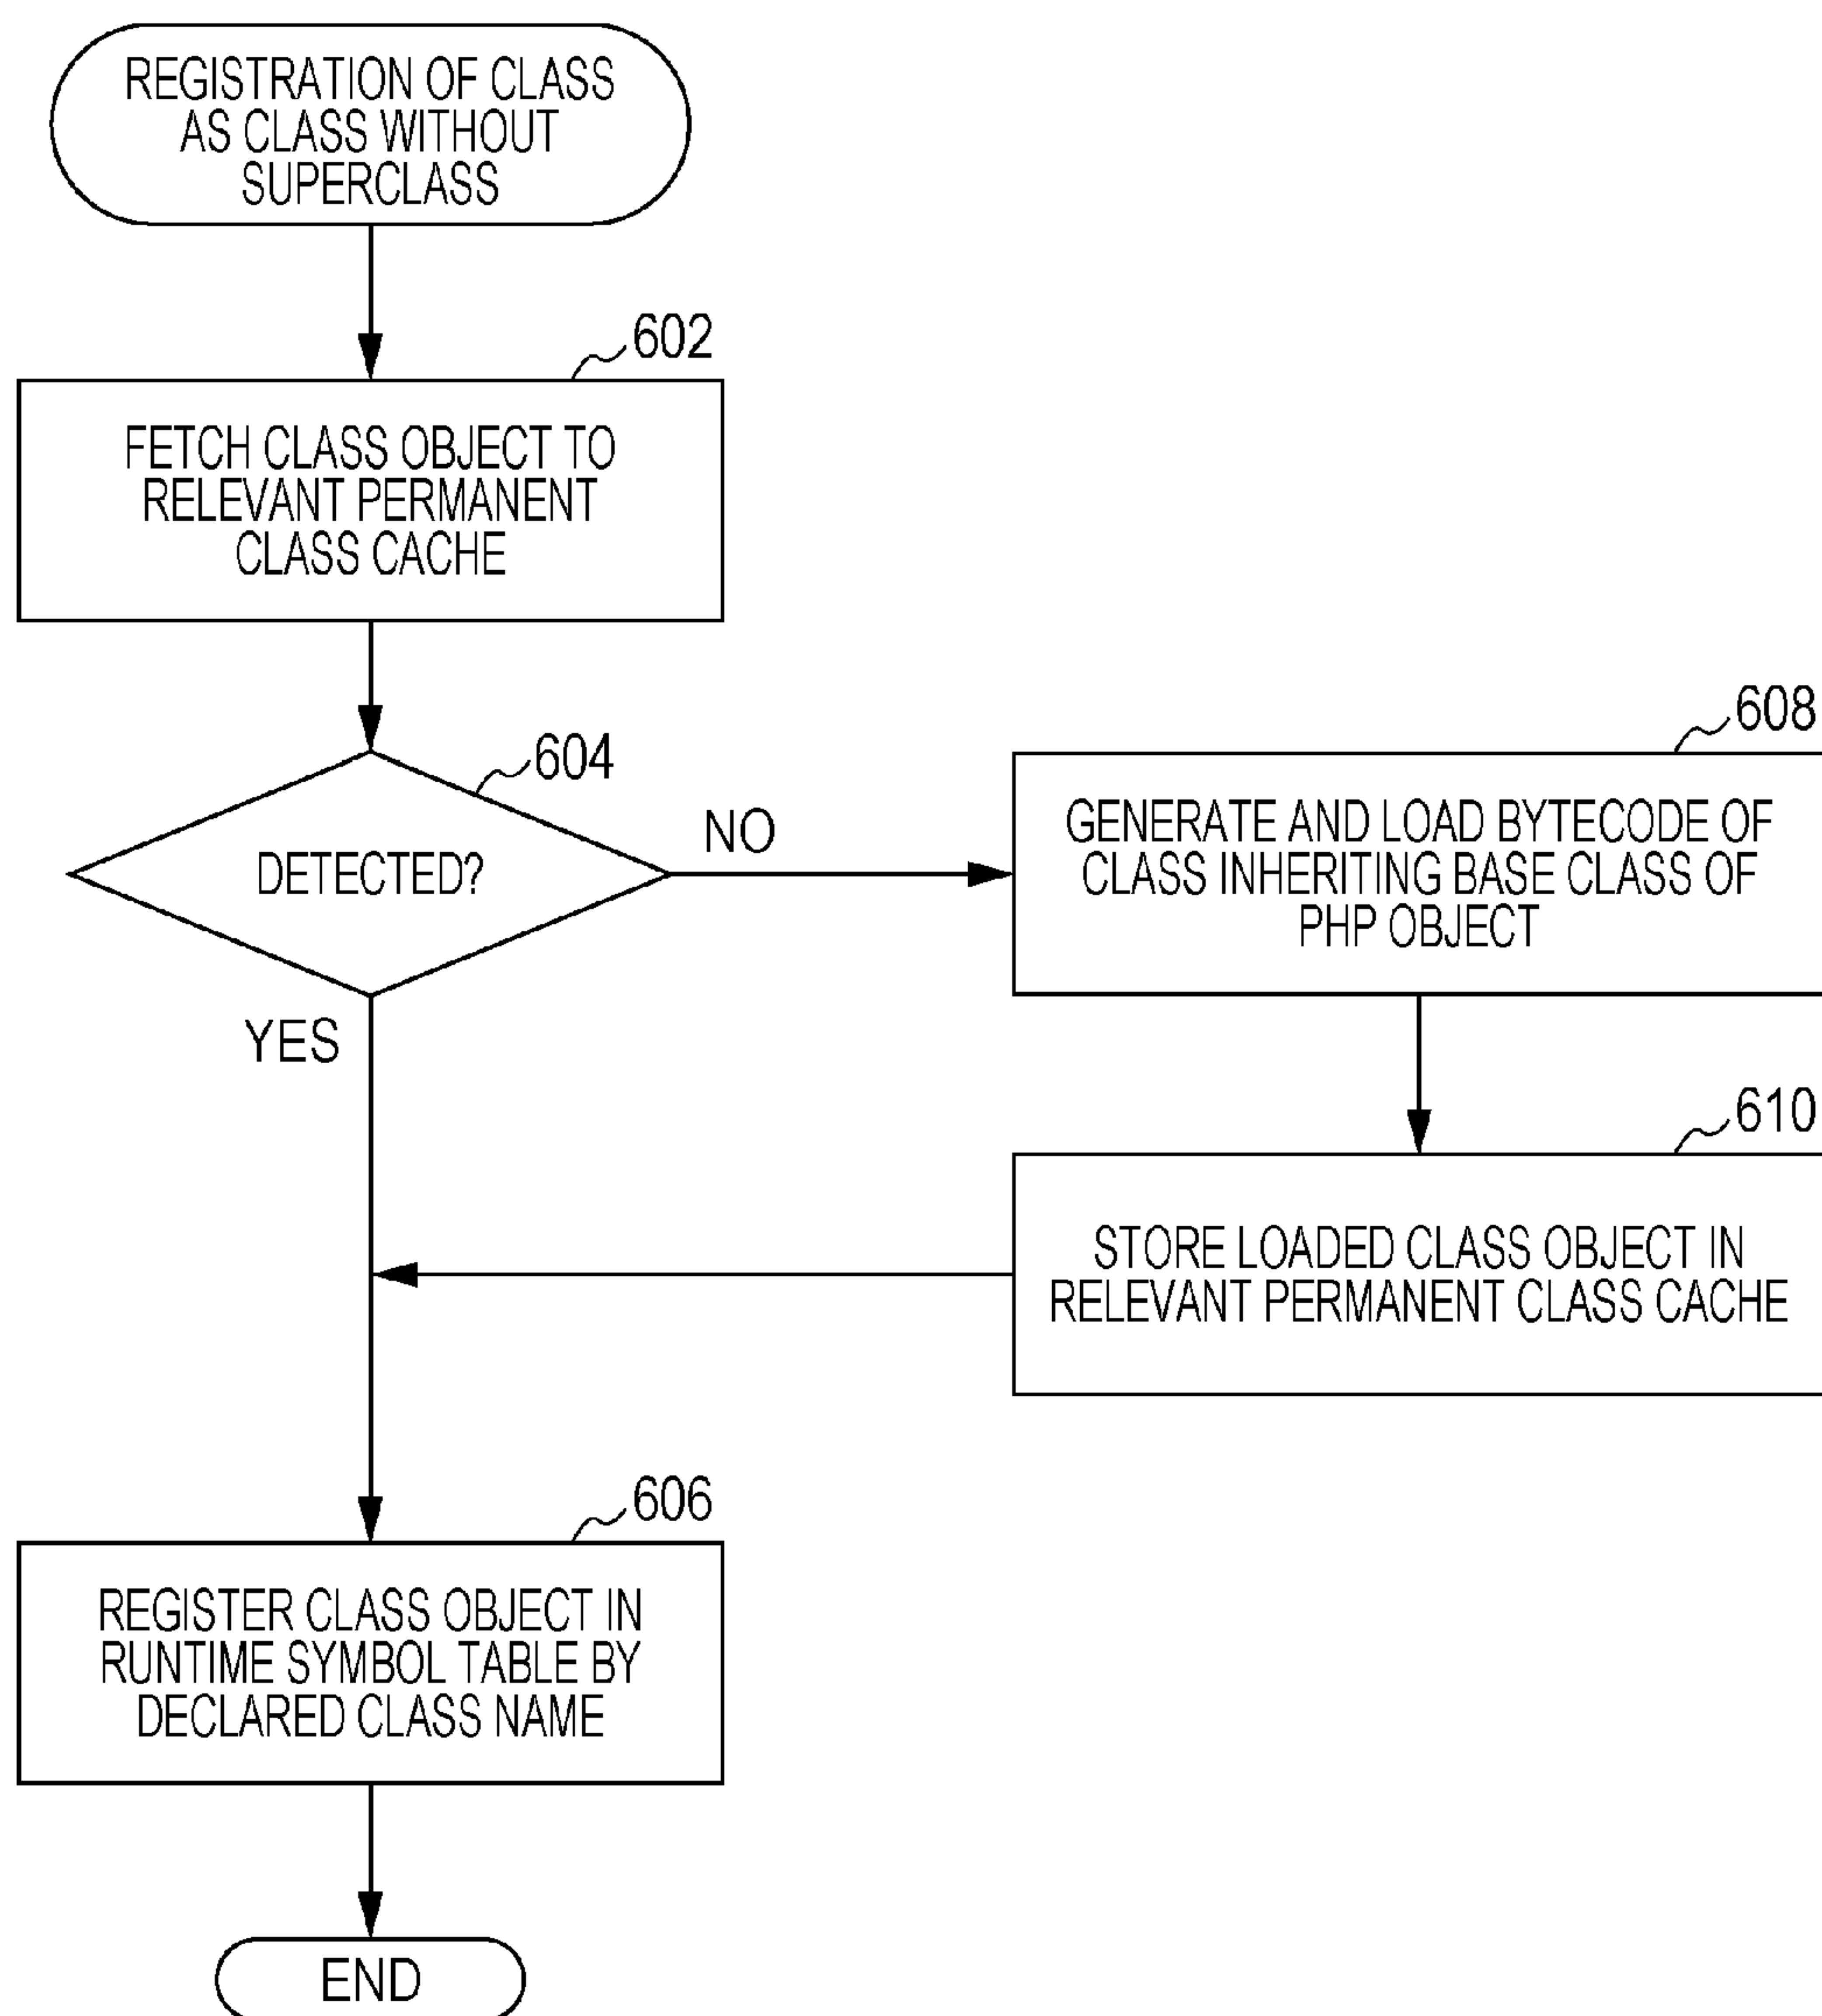 REGISTRATION OF CLASS
AS CLASS WITHOUT
SUPERCLASS
602
FETCH CLASS OBJECT TO
RELEVANT PERMANENT
CLASS CACHE
604
DETECTED?
NO
YES
608
GENERATE AND LOAD BYTECODE OF
CLASS INHERITING BASE CLASS OF
PHP OBJECT
610
STORE LOADED CLASS OBJECT IN
RELEVANT PERMANENT CLASS CACHE
606
REGISTER CLASS OBJECT IN
RUNTIME SYMBOL TABLE BY
DECLARED CLASS NAME
END